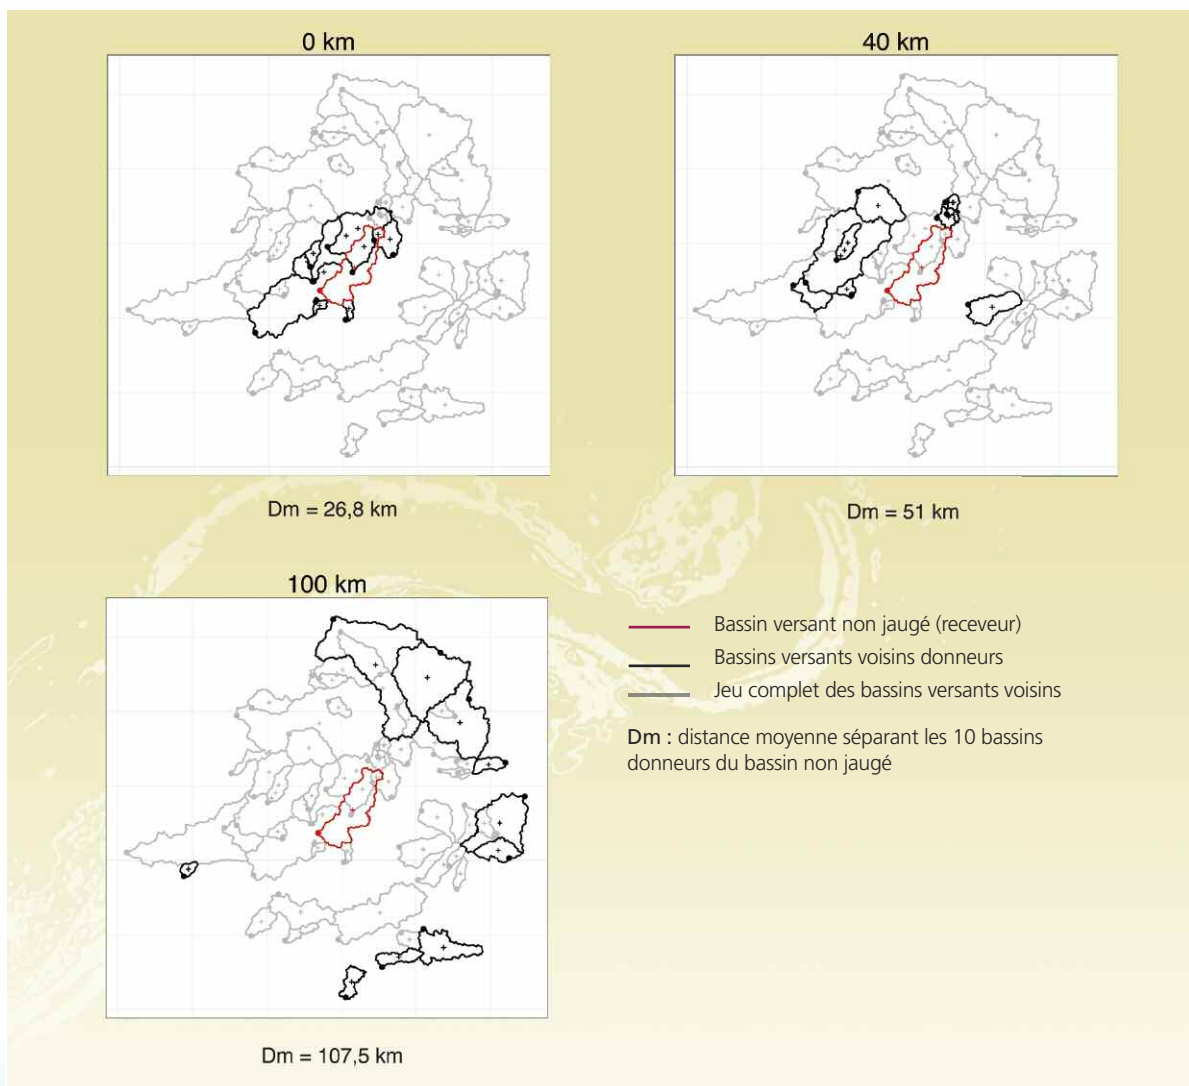 0 km
40 km
Dm = 26,8 km
Dm = 51 km
100 km
Bassin versant non jaugé (receveur)
Bassins versants voisins donneurs
Jeu complet des bassins versants voisins
Dm : distance moyenne séparant les 10 bassins
donneurs du bassin non jaugé
Dm = 107,5 km